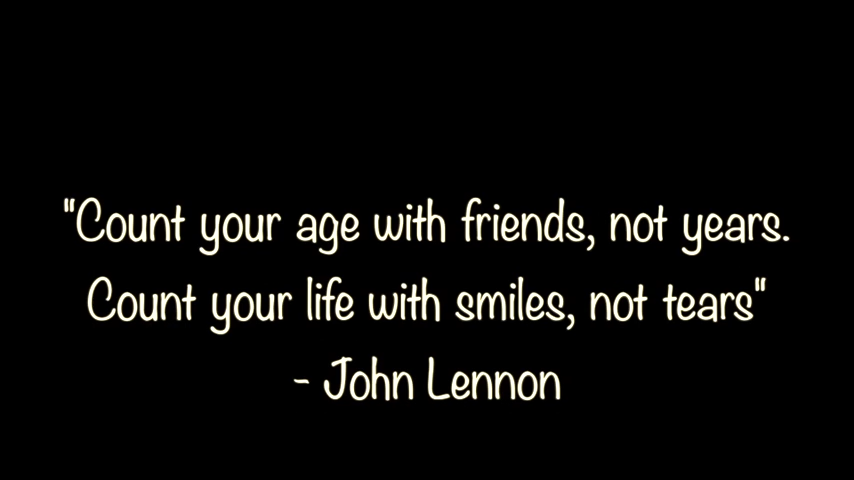 "Count your age with friends, not years.
Count your life with smiles, not tears"
- John Lennon